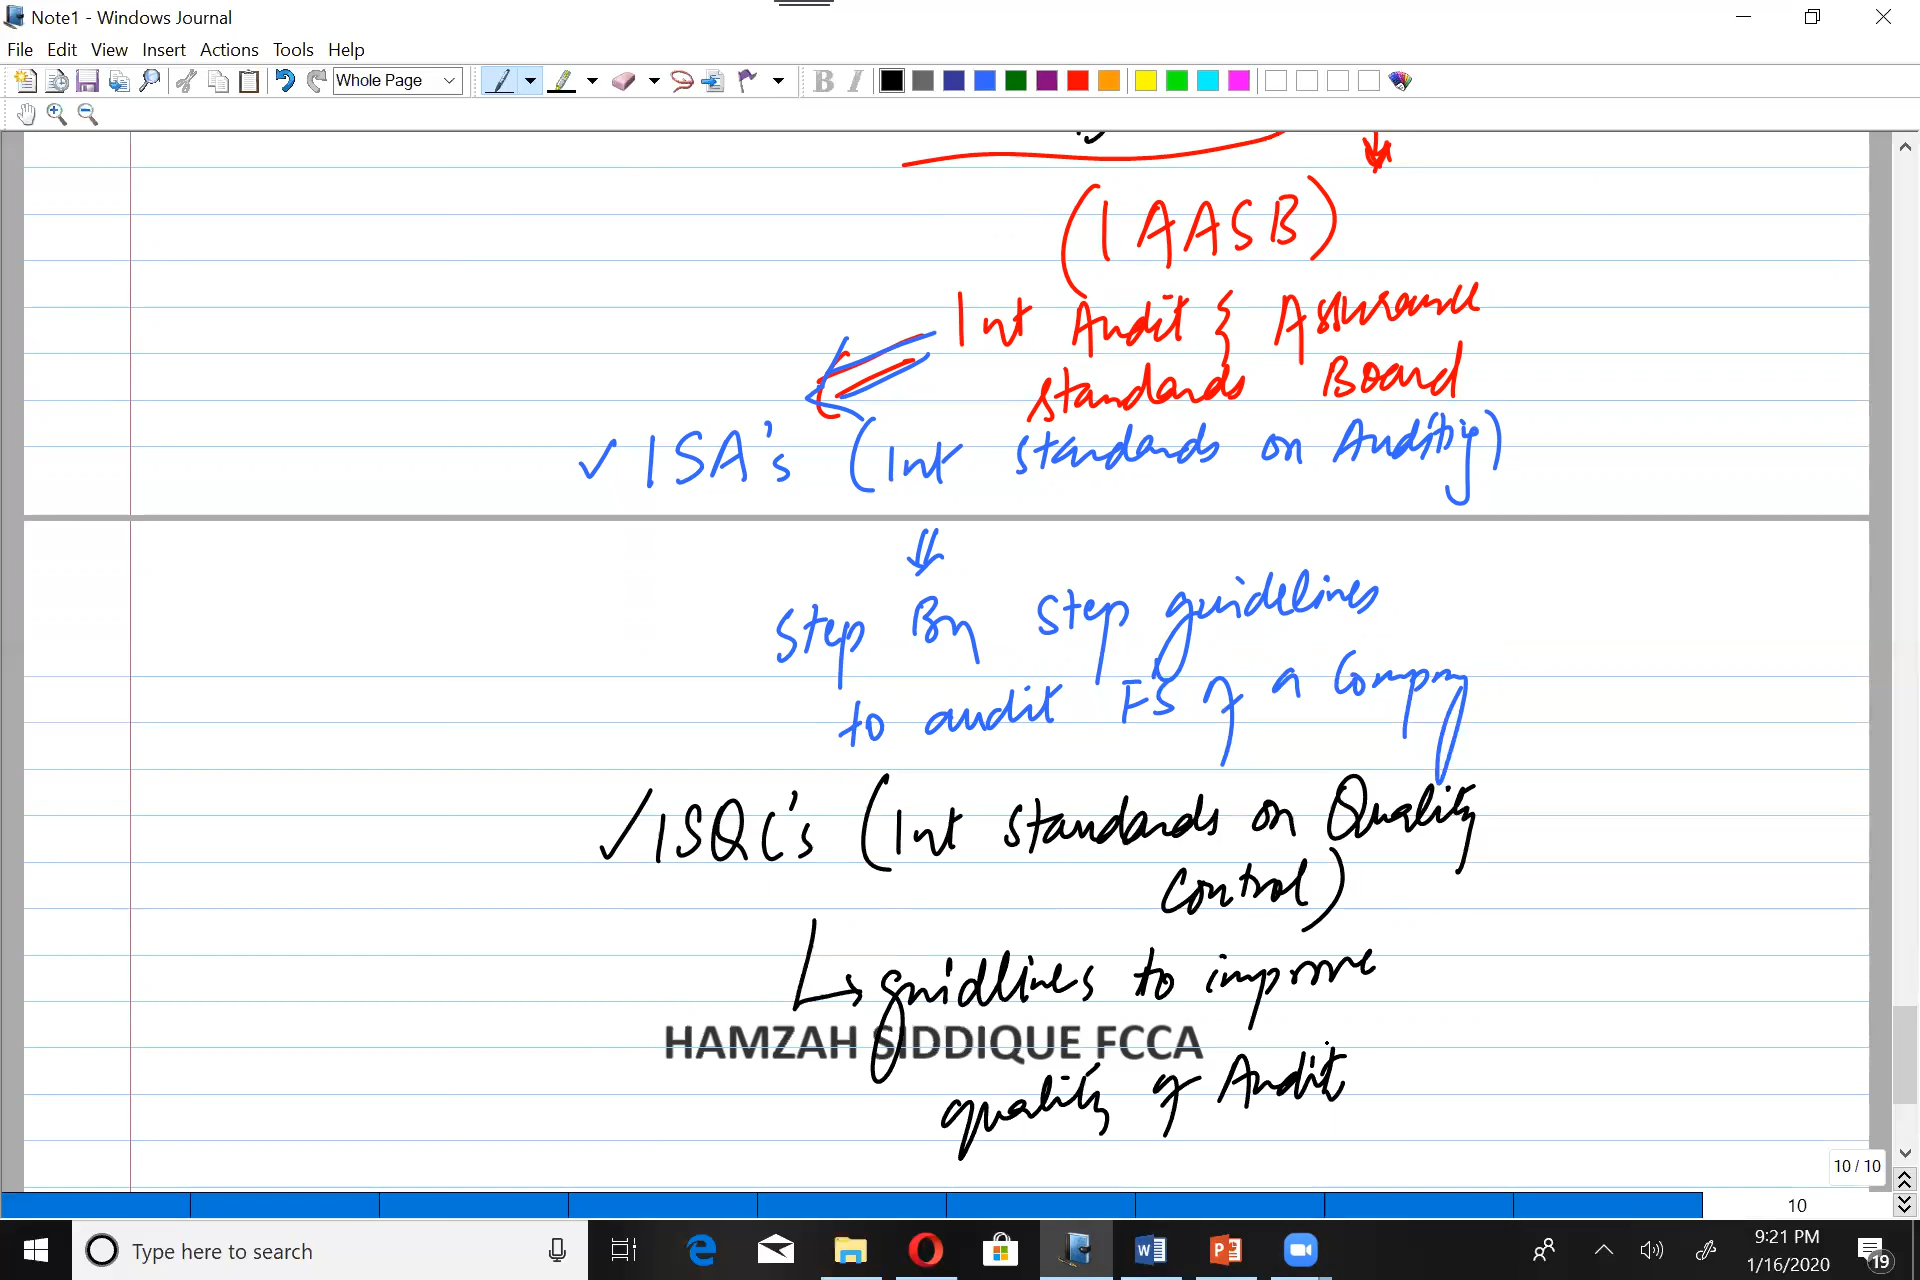 Note1 - Windows Journal
File Edit View Insert Actions Tools Help
Whole Page
B I
(IAASB)
Int Audit & Assurance
Standards Board
✓ ISA's (Int Standards on Auditing)
Step By Step guidelines
to audit FS of a Company
✓ ISQC's (Int Standards on Quality
Control)
guidlines to improve
HAMZAH SIDDIQUE FCCA
quality of Audit
10 / 10
10
Type here to search
9:21 PM
1/16/2020
19